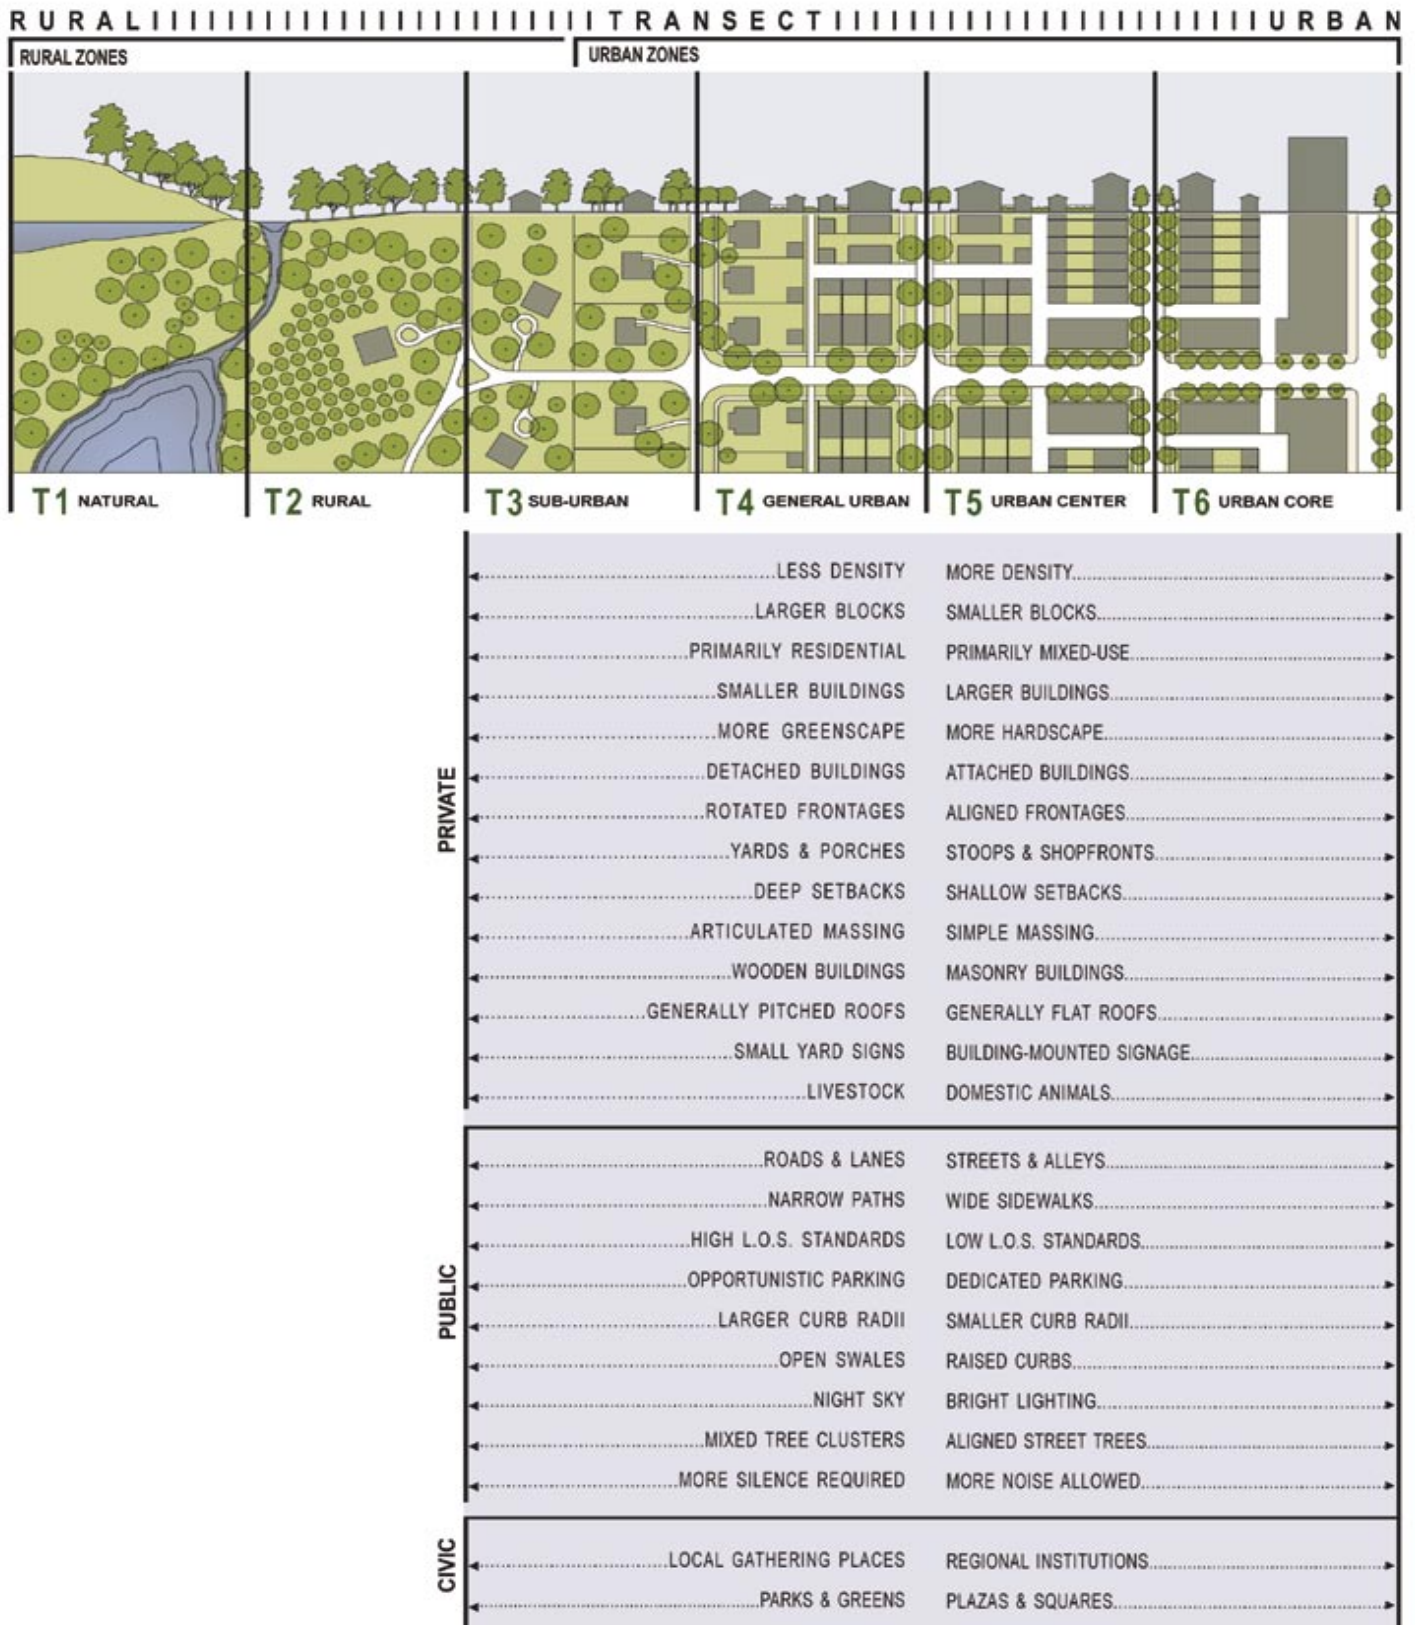 RURAL IIIIIIIIIIIIIIIIIIIIIIII TRANSECT IIIIIIIIIIIIIIIIIIIIIIII URBAN
RURAL ZONES URBAN ZONES
T1 NATURAL T2 RURAL T3 SUB-URBAN T4 GENERAL URBAN T5 URBAN CENTER T6 URBAN CORE
PRIVATE
LESS DENSITY MORE DENSITY
LARGER BLOCKS SMALLER BLOCKS
PRIMARILY RESIDENTIAL PRIMARILY MIXED-USE
SMALLER BUILDINGS LARGER BUILDINGS
MORE GREENSCAPE MORE HARDSCAPE
DETACHED BUILDINGS ATTACHED BUILDINGS
ROTATED FRONTAGES ALIGNED FRONTAGES
YARDS & PORCHES STOOPS & SHOPFRONTS
DEEP SETBACKS SHALLOW SETBACKS
ARTICULATED MASSING SIMPLE MASSING
WOODEN BUILDINGS MASONRY BUILDINGS
GENERALLY PITCHED ROOFS GENERALLY FLAT ROOFS
SMALL YARD SIGNS BUILDING-MOUNTED SIGNAGE
LIVESTOCK DOMESTIC ANIMALS
PUBLIC
ROADS & LANES STREETS & ALLEYS
NARROW PATHS WIDE SIDEWALKS
HIGH L.O.S. STANDARDS LOW L.O.S. STANDARDS
OPPORTUNISTIC PARKING DEDICATED PARKING
LARGER CURB RADII SMALLER CURB RADII
OPEN SWALES RAISED CURBS
NIGHT SKY BRIGHT LIGHTING
MIXED TREE CLUSTERS ALIGNED STREET TREES
MORE SILENCE REQUIRED MORE NOISE ALLOWED
CIVIC
LOCAL GATHERING PLACES REGIONAL INSTITUTIONS
PARKS & GREENS PLAZAS & SQUARES